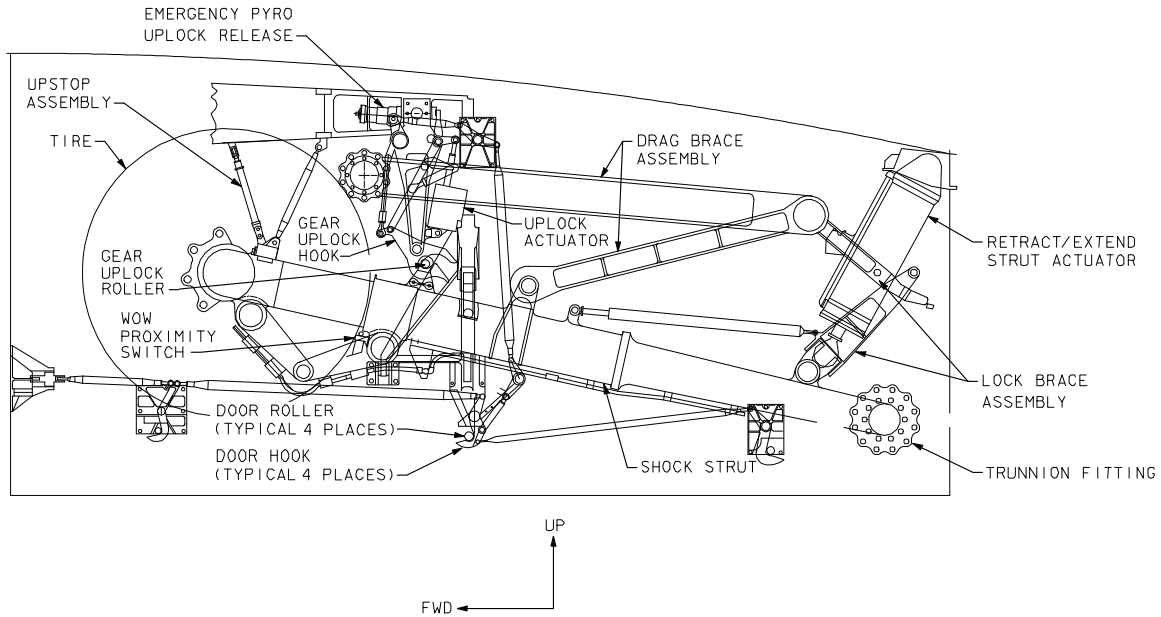 EMERGENCY PYRO
UPLOCK RELEASE
UPSTOP
ASSEMBLY
TIRE
DRAG BRACE
ASSEMBLY
GEAR
UPLOCK
HOOK
UPLOCK
ACTUATOR
RETRACT/EXTEND
STRUT ACTUATOR
GEAR
UPLOCK
ROLLER
WOW
PROXIMITY
SWITCH
LOCK BRACE
ASSEMBLY
DOOR ROLLER
(TYPICAL 4 PLACES)
DOOR HOOK
(TYPICAL 4 PLACES)
SHOCK STRUT
TRUNNION FITTING
UP
FWD